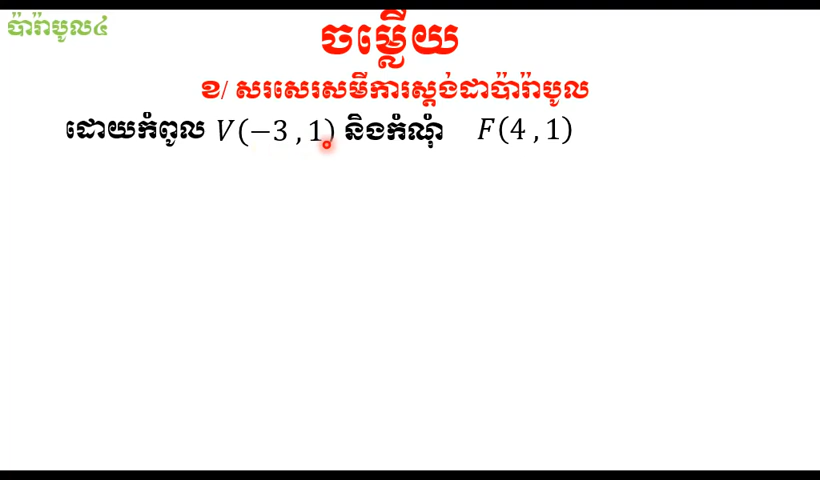 ប៉ារ៉ាបូល៤
ចម្លើយ
ខ/ សរសេរសមីការស្តង់ដាប៉ារ៉ាបូល
ដោយកំពូល V(−3 , 1) និងកំណុំ F(4 , 1)